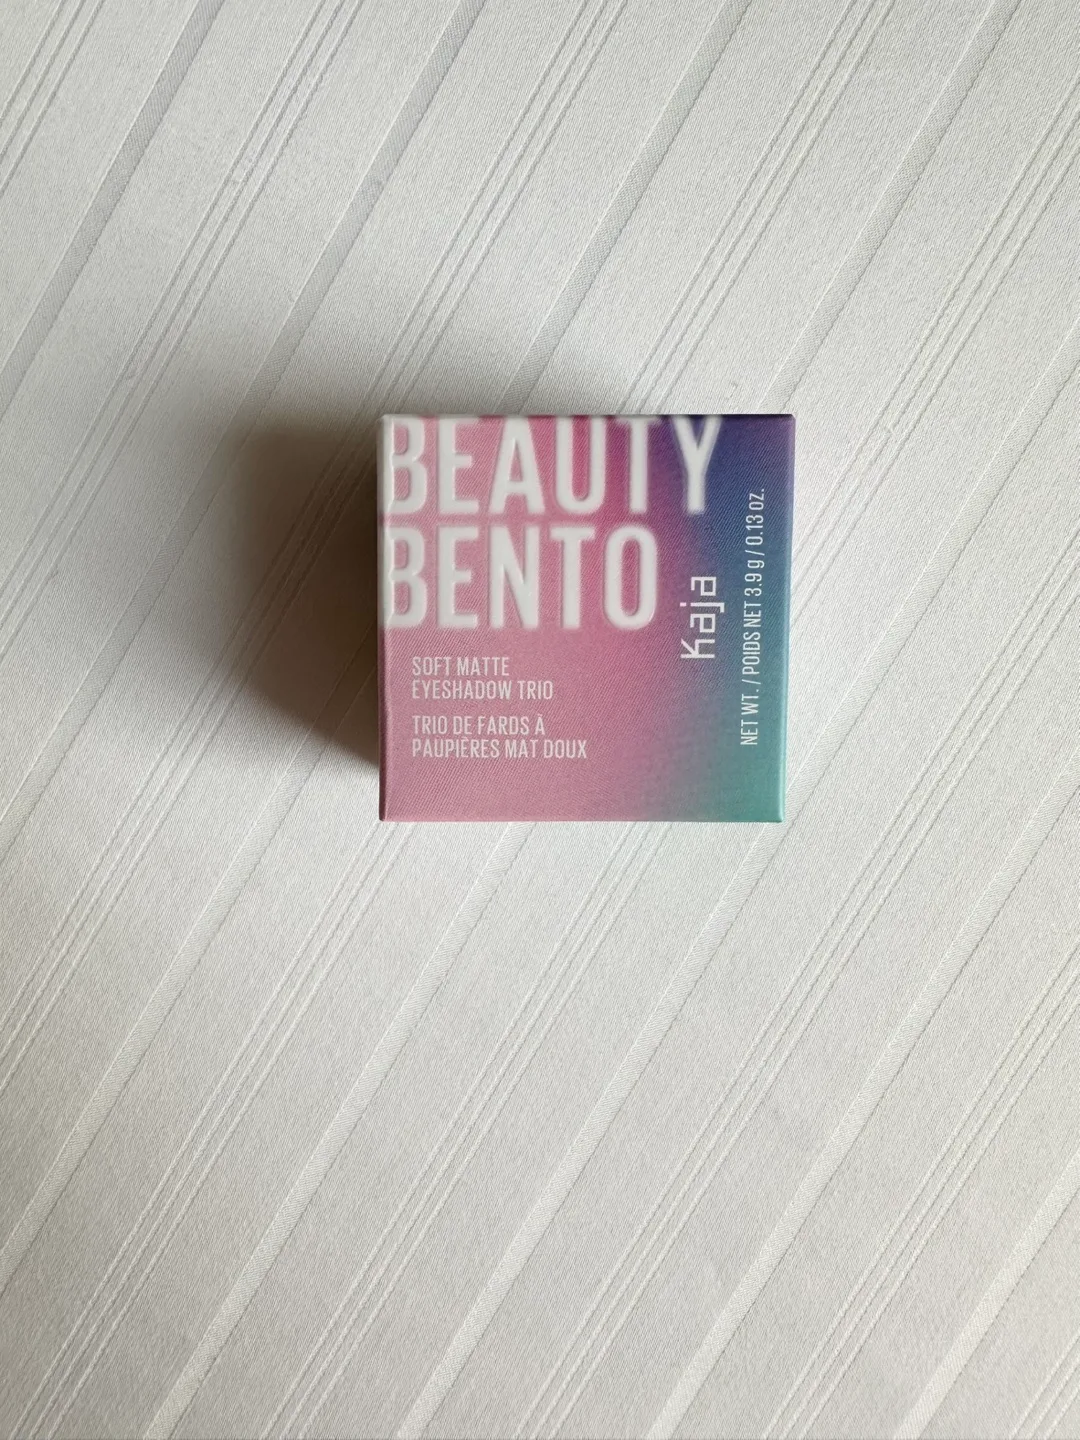 BEAUTY
BENTO
SOFT MATTE
EYESHADOW TRIO
TRIO DE FARDS À
PAUPIÈRES MAT DOUX
kaja
NET WT. / POIDS NET 3.9 g / 0.13 OZ.